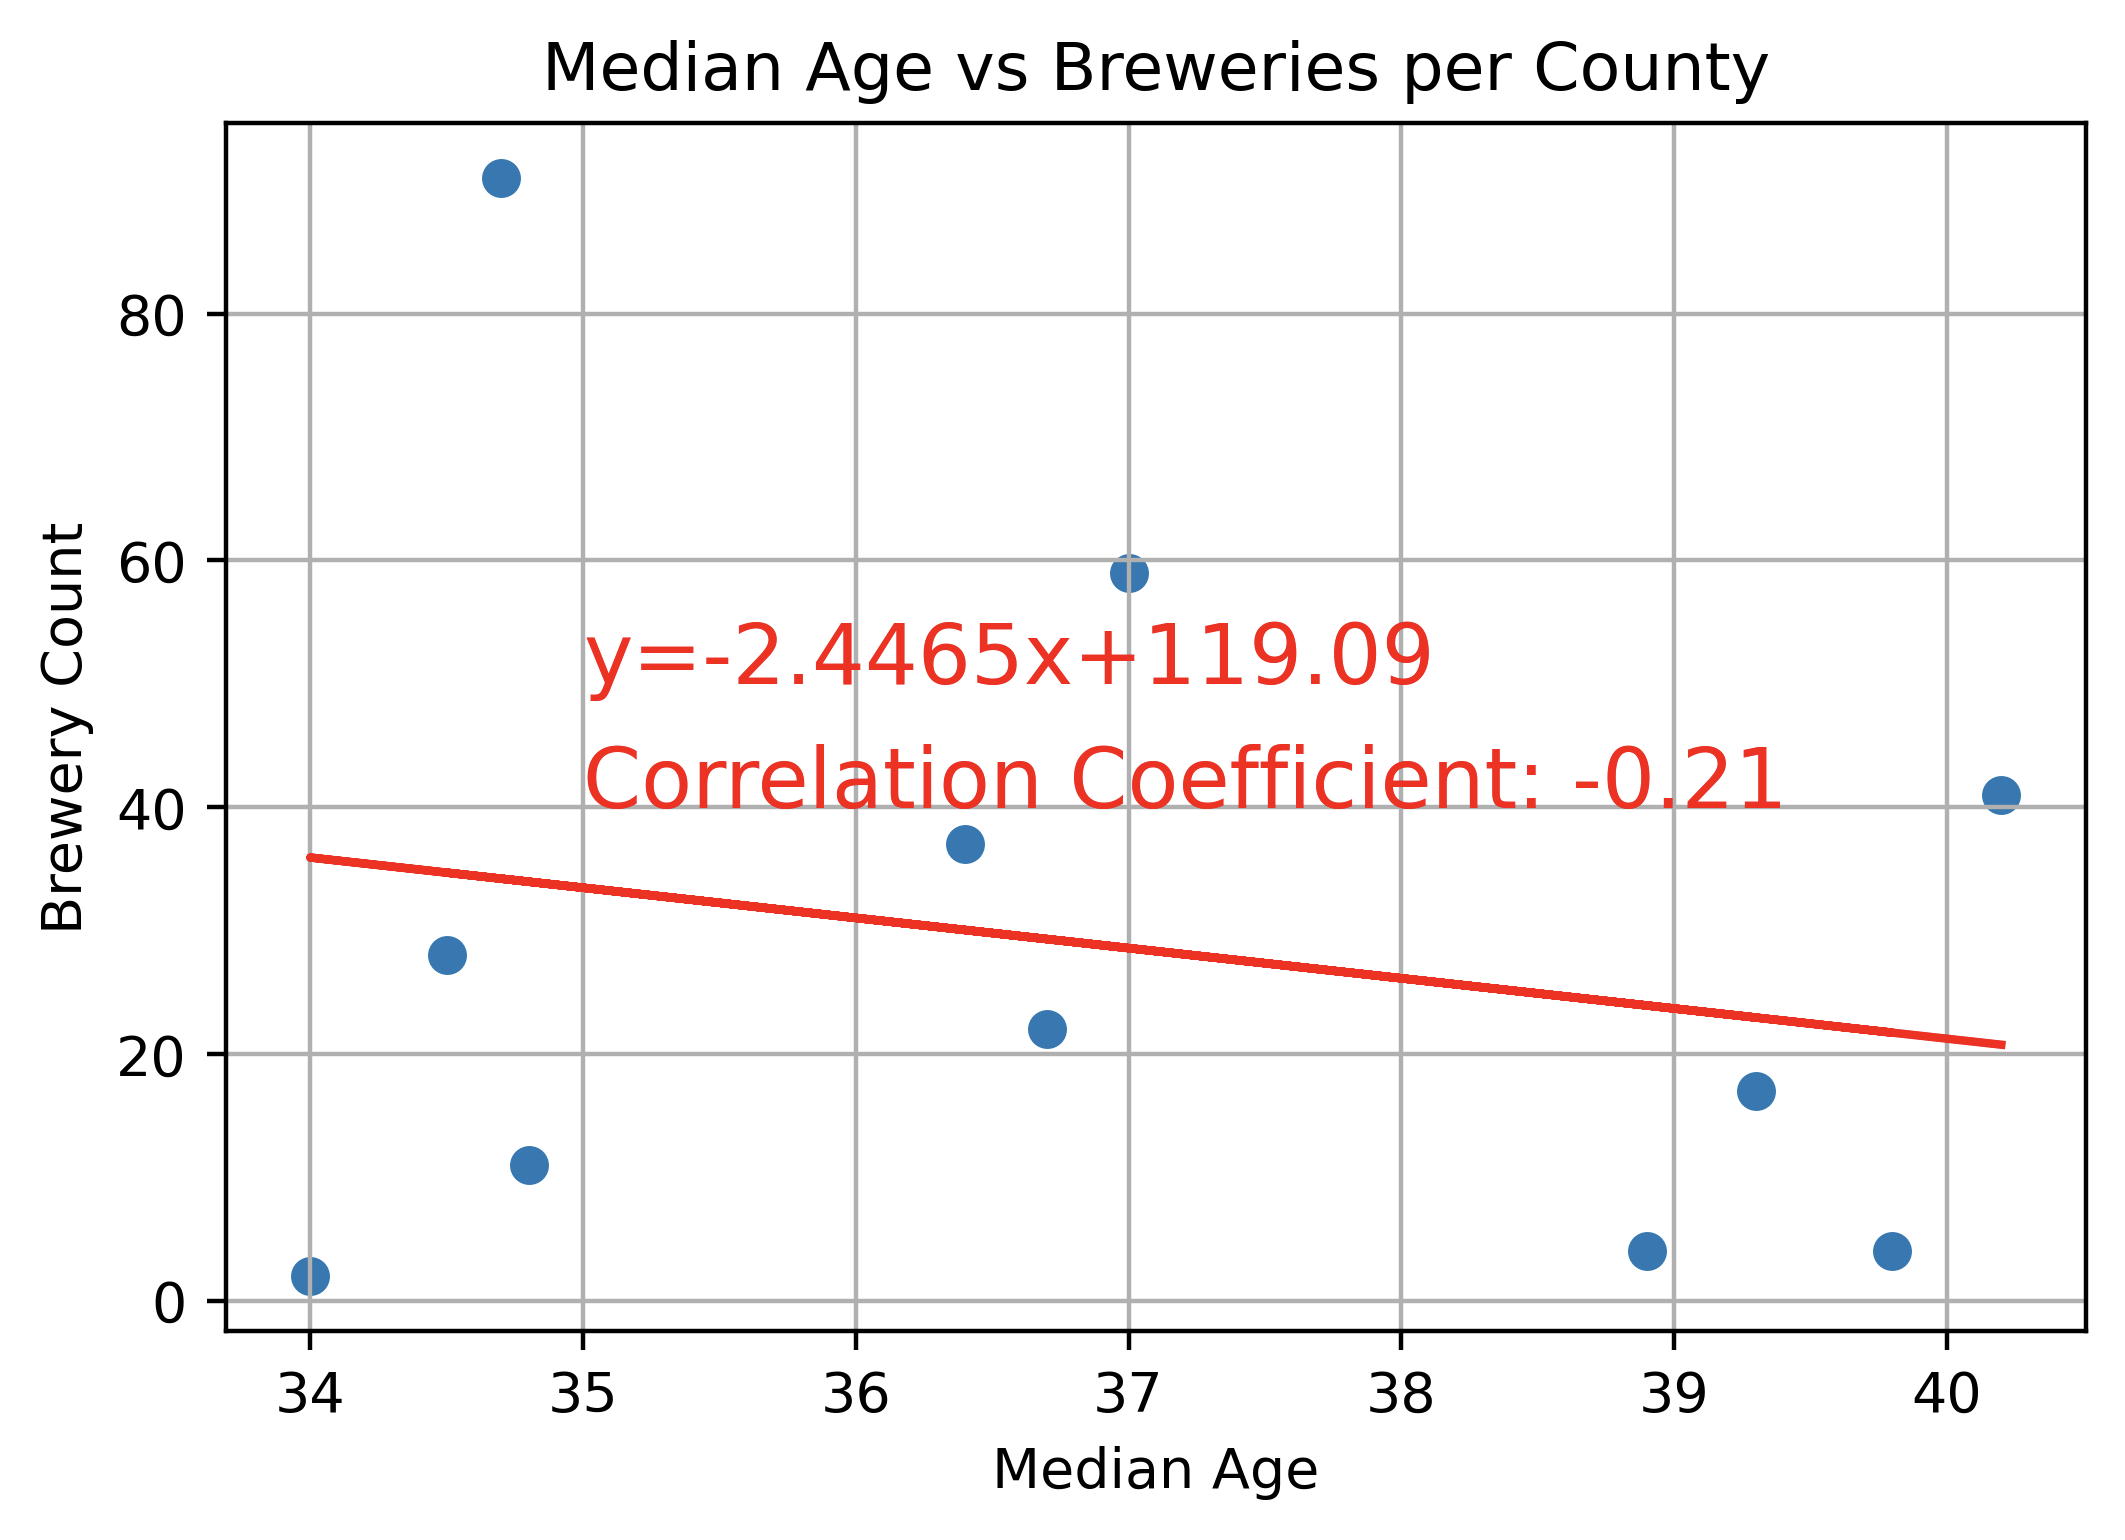 Median Age vs Breweries per County
80
60
40
20
0
Brewery Count
y=-2.4465x+119.09
Correlation Coefficient: -0.21
34 35 36 37 38 39 40
Median Age